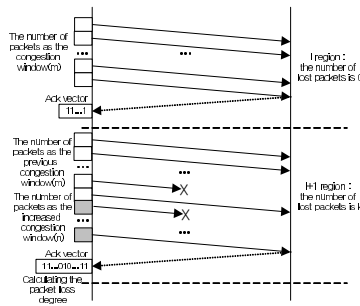 The number of
packets as the
congestion
window(m)
...
...
I region :
the number of
lost packets is 0
Ack vector
11...1
The number of
packets as the
previous
congestion
window(m)
The number of
packets as the
increased
congestion
window(n)
...
...
...
...
X
X
I+1 region :
the number of
lost packets is
Ack vector
11...010...11
Calculating the
packet loss
degree